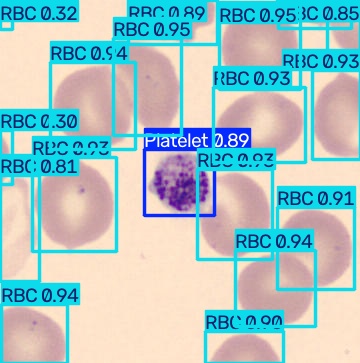 RBC 0.32
RBC 0.89
RBC 0.95
0.85
RBC 0.95
RBC 0.94
RBC 0.93
RBC 0.93
RBC 0.30
RBC 0.93
Platelet 0.89
RBC 0.81
RBC 0.93
RBC 0.91
RBC 0.94
RBC 0.94
RBC 0.90